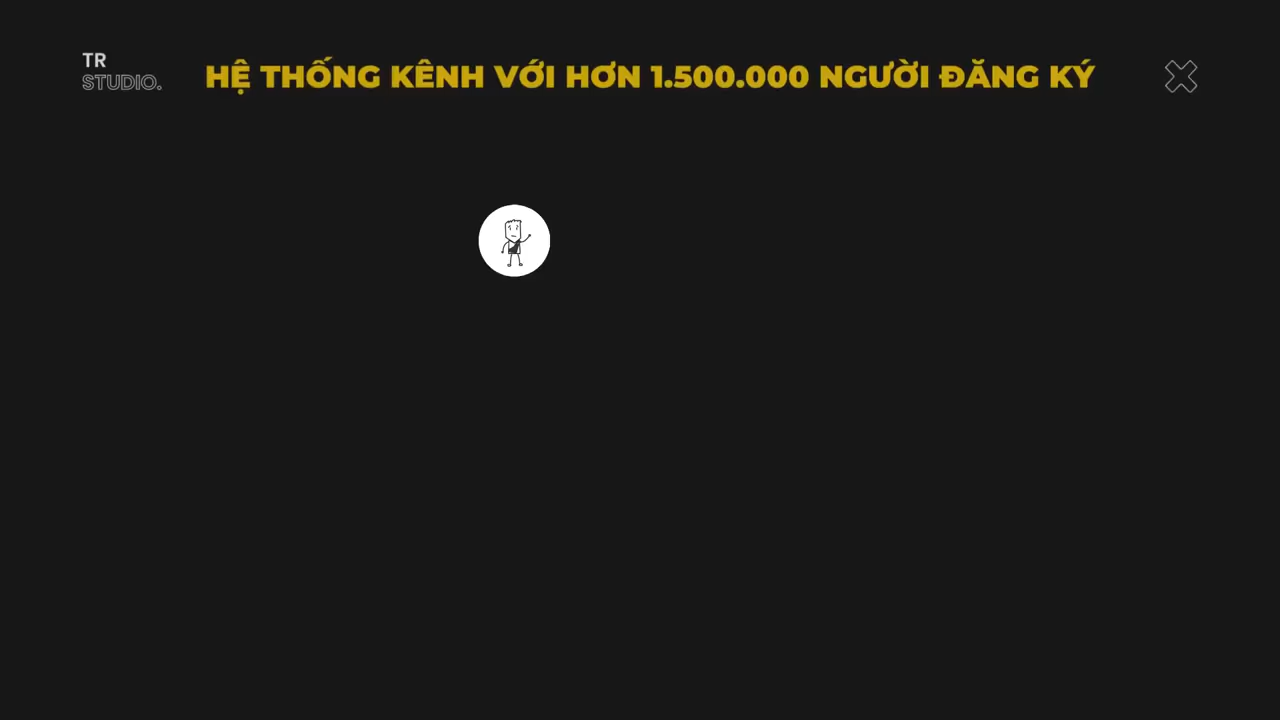 TR
STUDIO.
HỆ THỐNG KÊNH VỚI HƠN 1.500.000 NGƯỜI ĐĂNG KÝ